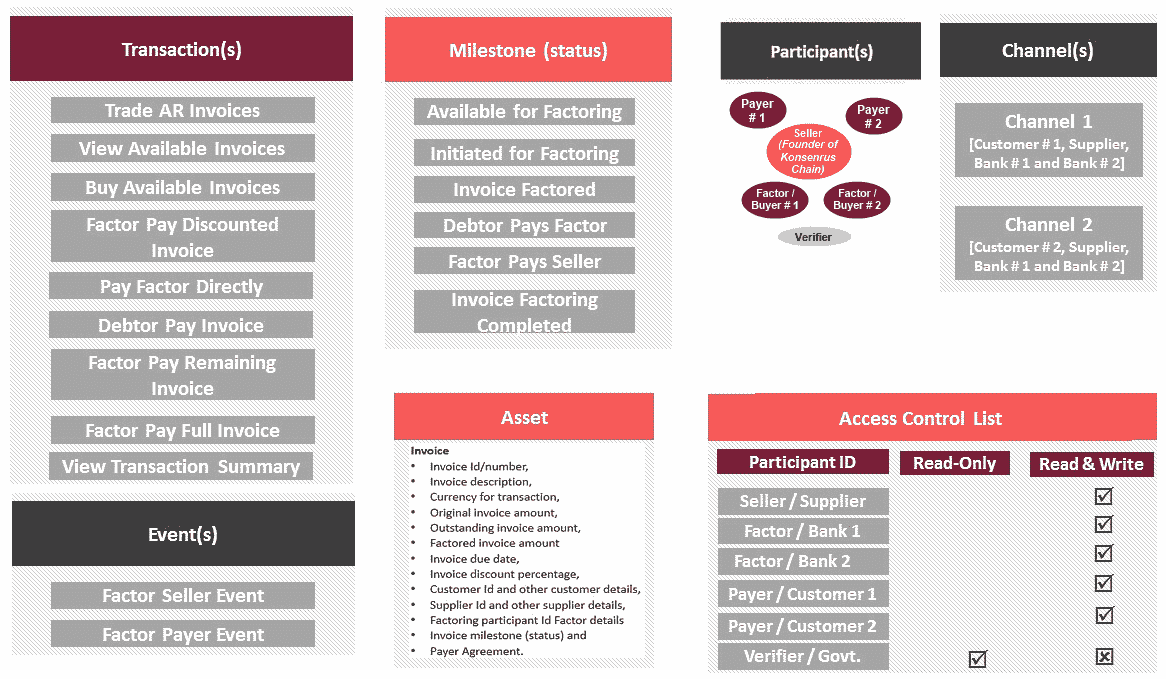 Transaction(s)
Trade AR Invoices
View Available Invoices
Buy Available Invoices
Factor Pay Discounted
Invoice
Pay Factor Directly
Debtor Pay Invoice
Factor Pay Remaining
Invoice
Factor Pay Full Invoice
View Transaction Summary
Event(s)
Factor Seller Event
Factor Payer Event
Milestone (status)
Available for Factoring
Initiated for Factoring
Invoice Factored
Debtor Pays Factor
Factor Pays Seller
Invoice Factoring
Completed
Participant(s)
Payer
# 1
Payer
# 2
Seller
(Founder of
Konsenrus
Chain)
Factor /
Buyer # 1
Factor /
Buyer # 2
Verifier
Channel(s)
Channel 1
[Customer # 1, Supplier,
Bank # 1 and Bank # 2]
Channel 2
[Customer # 2, Supplier,
Bank # 1 and Bank # 2]
Asset
Invoice
• Invoice Id/number,
• Invoice description,
• Currency for transaction,
• Original invoice amount,
• Outstanding invoice amount,
• Factored invoice amount
• Invoice due date,
• Invoice discount percentage,
• Customer Id and other customer details,
• Supplier Id and other supplier details,
• Factoring participant Id Factor details
• Invoice milestone (status) and
• Payer Agreement.
Access Control List
Participant ID Read-Only Read & Write
Seller / Supplier
Factor / Bank 1
Factor / Bank 2
Payer / Customer 1
Payer / Customer 2
Verifier / Govt.